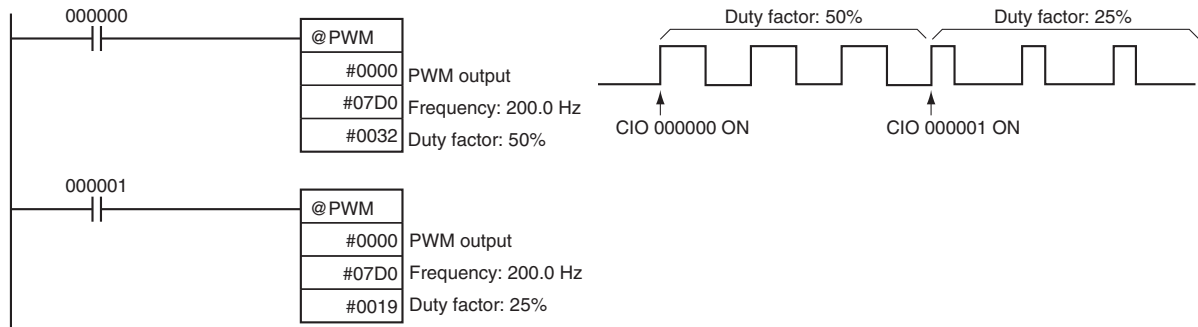 000000
@PWM
#0000 PWM output
#07D0 Frequency: 200.0 Hz
#0032 Duty factor: 50%
Duty factor: 50% Duty factor: 25%
CIO 000000 ON CIO 000001 ON
000001
@PWM
#0000 PWM output
#07D0 Frequency: 200.0 Hz
#0019 Duty factor: 25%